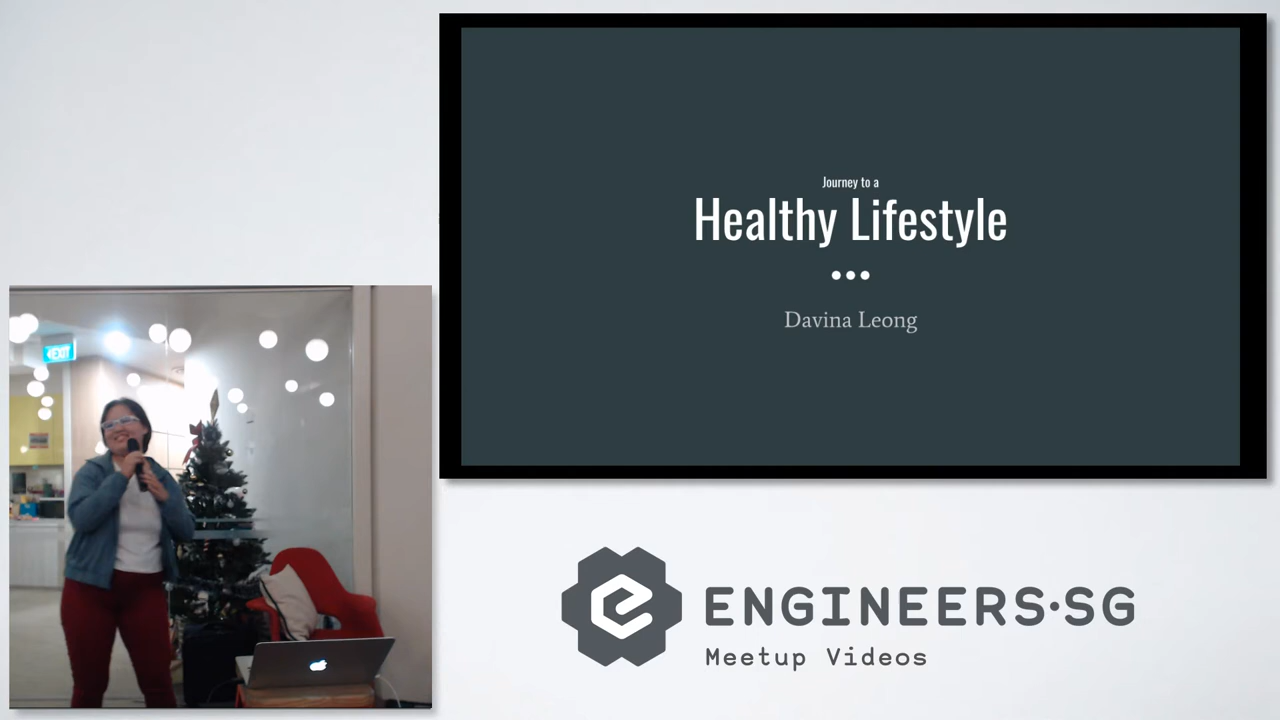 Journey to a
Healthy Lifestyle
Davina Leong
EXIT
ENGINEERS·SG
Meetup Videos